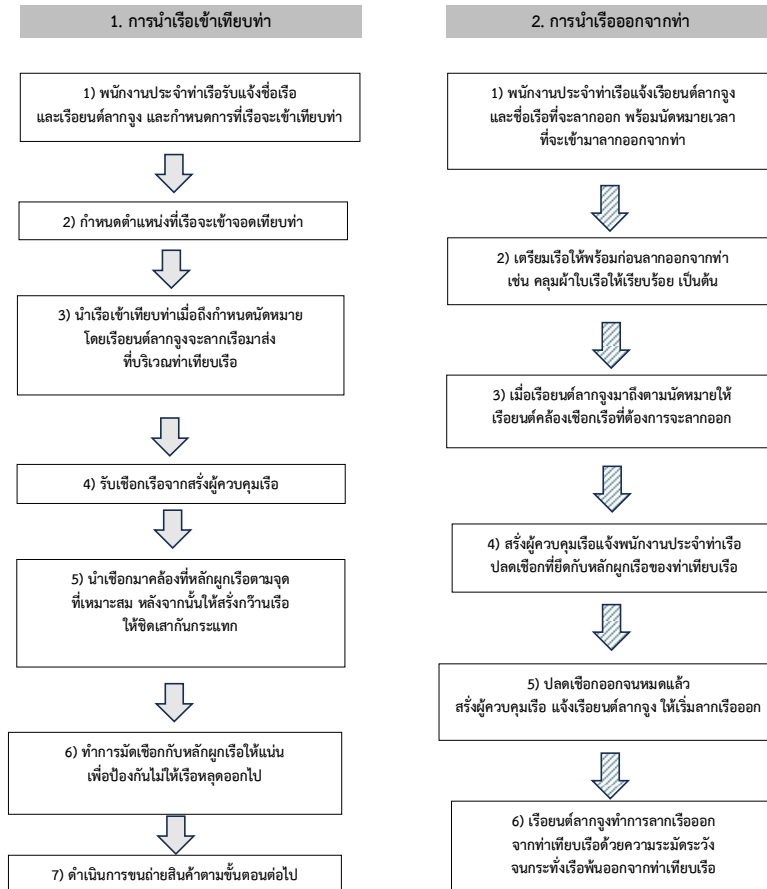 1. การนำเรือเข้าเทียบท่า
1) พนักงานประจำท่าเรือรับแจ้งชื่อเรือ
และเรือยนต์ลากจูง และกำหนดการที่เรือจะเข้าเทียบท่า
2) กำหนดตำแหน่งที่เรือจะเข้าจอดเทียบท่า
3) นำเรือเข้าเทียบท่าเมื่อถึงกำหนดนัดหมาย
โดยเรือยนต์ลากจูงจะลากเรือมาส่ง
ที่บริเวณท่าเทียบเรือ
4) รับเชือกเรือจากสรั่งผู้ควบคุมเรือ
5) นำเชือกมาคล้องที่หลักผูกเรือตามจุด
ที่เหมาะสม หลังจากนั้นให้สรั่งกว๊านเรือ
ให้ชิดเสากันกระแทก
6) ทำการมัดเชือกกับหลักผูกเรือให้แน่น
เพื่อป้องกันไม่ให้เรือหลุดออกไป
7) ดำเนินการขนถ่ายสินค้าตามขั้นตอนต่อไป
2. การนำเรือออกจากท่า
1) พนักงานประจำท่าเรือแจ้งเรือยนต์ลากจูง
และชื่อเรือที่จะลากออก พร้อมนัดหมายเวลา
ที่จะเข้ามาลากออกจากท่า
2) เตรียมเรือให้พร้อมก่อนลากออกจากท่า
เช่น คลุมผ้าใบเรือให้เรียบร้อย เป็นต้น
3) เมื่อเรือยนต์ลากจูงมาถึงตามนัดหมายให้
เรือยนต์คล้องเชือกเรือที่ต้องการจะลากออก
4) สรั่งผู้ควบคุมเรือแจ้งพนักงานประจำท่าเรือ
ปลดเชือกที่ยึดกับหลักผูกเรือของท่าเทียบเรือ
5) ปลดเชือกออกจนหมดแล้ว
สรั่งผู้ควบคุมเรือ แจ้งเรือยนต์ลากจูง ให้เริ่มลากเรือออก
6) เรือยนต์ลากจูงทำการลากเรือออก
จากท่าเทียบเรือด้วยความระมัดระวัง
จนกระทั่งเรือพ้นออกจากท่าเทียบเรือ